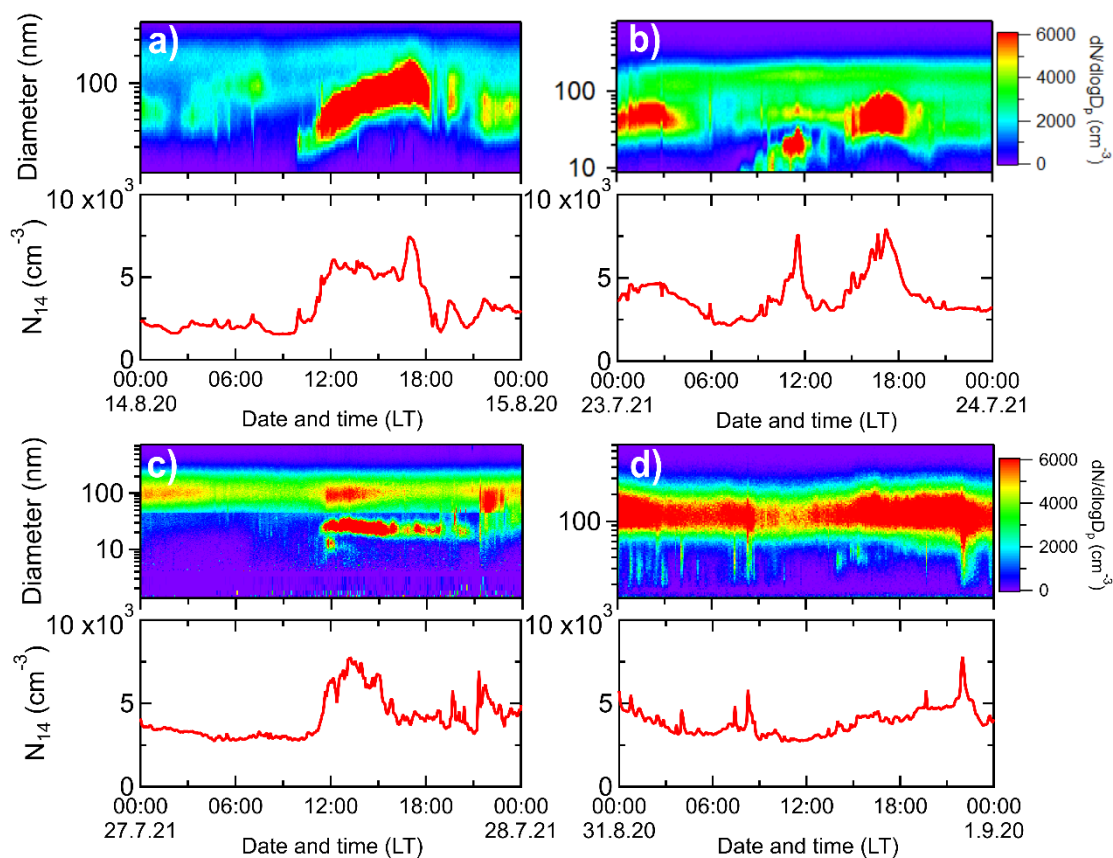 a)
b)
Diameter (nm)
100
100
10
6000
4000
2000
0
dN/dlogDₚ (cm⁻³)
N₁₄ (cm⁻³)
10 x10³
5
0
10 x10³
5
0
00:00 06:00 12:00 18:00 00:00
14.8.20 15.8.20
Date and time (LT)
00:00 06:00 12:00 18:00 00:00
23.7.21 24.7.21
Date and time (LT)
c)
d)
Diameter (nm)
100
10
100
6000
4000
2000
0
dN/dlogDₚ (cm⁻³)
N₁₄ (cm⁻³)
10 x10³
5
0
10 x10³
5
0
00:00 06:00 12:00 18:00 00:00
27.7.21 28.7.21
Date and time (LT)
00:00 06:00 12:00 18:00 00:00
31.8.20 1.9.20
Date and time (LT)